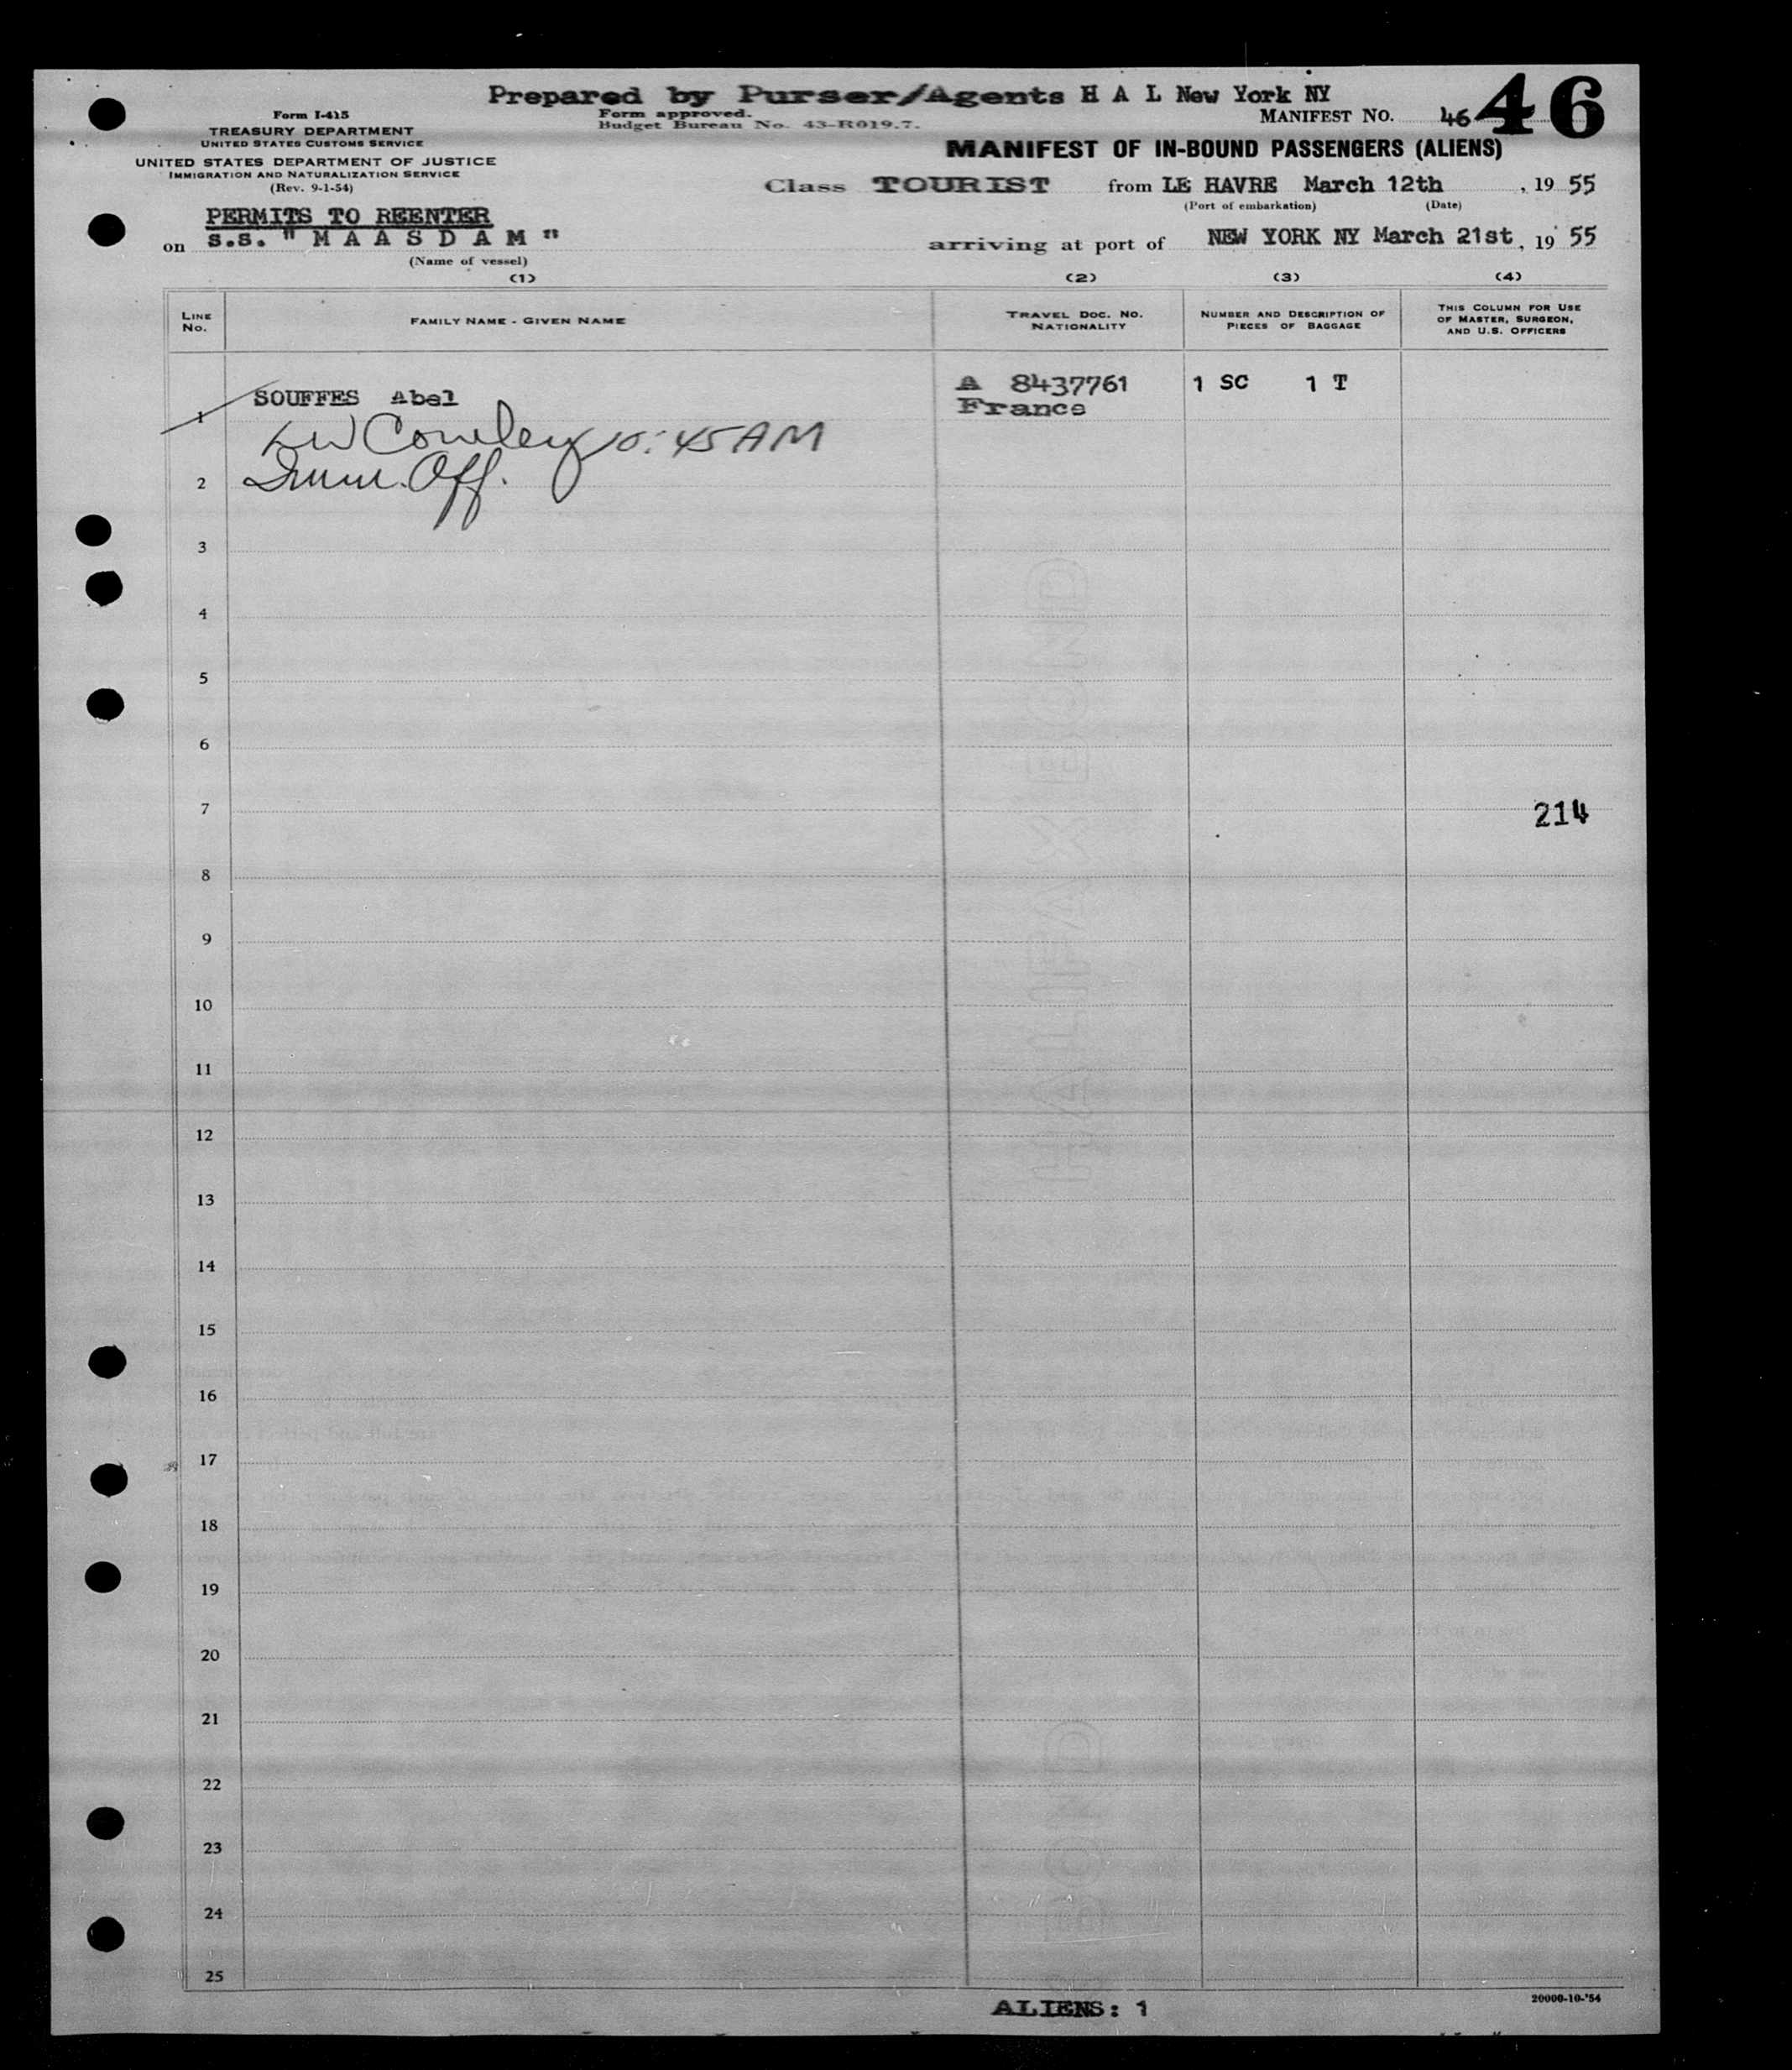 Prepared by Purser/Agents H A L New York NY
Form I-415
TREASURY DEPARTMENT
UNITED STATES CUSTOMS SERVICE
UNITED STATES DEPARTMENT OF JUSTICE
IMMIGRATION AND NATURALIZATION SERVICE
(Rev. 9-1-54)
Form approved.
Budget Bureau No. 43-R019.7.
MANIFEST NO. 46 46
MANIFEST OF IN-BOUND PASSENGERS (ALIENS)
Class TOURIST from LE HAVRE March 12th, 19 55
(Port of embarkation) (Date)
PERMITS TO REENTER
on S.S. "M A A S D A M" arriving at port of NEW YORK NY March 21st, 19 55
(Name of vessel)
(1) (2) (3) (4)
LINE No. FAMILY NAME - GIVEN NAME TRAVEL DOC. NO. NATIONALITY NUMBER AND DESCRIPTION OF PIECES OF BAGGAGE THIS COLUMN FOR USE OF MASTER, SURGEON, AND U.S. OFFICERS
1 SOUFFES Abel A 8437761 France 1 SC 1 T
Cowley 10:45 AM
2 Imm. Off.
3
4
5
6
7 214
8
9
10
11
12
13
14
15
16
17
18
19
20
21
22
23
24
25
ALIENS: 1
20000-10-'54
HALIFAX BOND
BOND